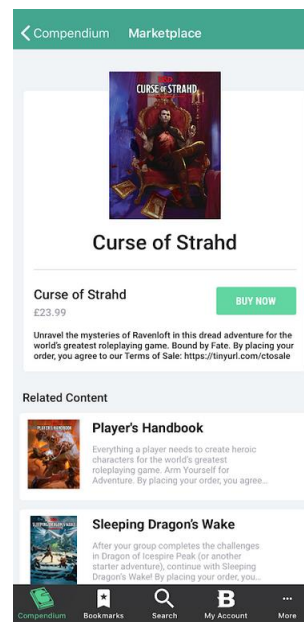 Compendium Marketplace
CURSE OF STRAHD
Curse of Strahd
Curse of Strahd
£23.99
BUY NOW
Unravel the mysteries of Ravenloft in this dread adventure for the
world's greatest roleplaying game. Bound by Fate. By placing your
order, you agree to our Terms of Sale: https://tinyurl.com/ctosale
Related Content
PLAYER'S HANDBOOK
Player's Handbook
Everything a player needs to create heroic
characters for the world's greatest
roleplaying game. Arm Yourself for
Adventure. By placing your order, you agree...
Sleeping Dragon's Wake
After your group completes the challenges
in Dragon of Icespire Peak (or another
starter adventure), continue with Sleeping
Dragon's Wake! By placing your order, you...
Compendium
Bookmarks
Search
B
My Account
More